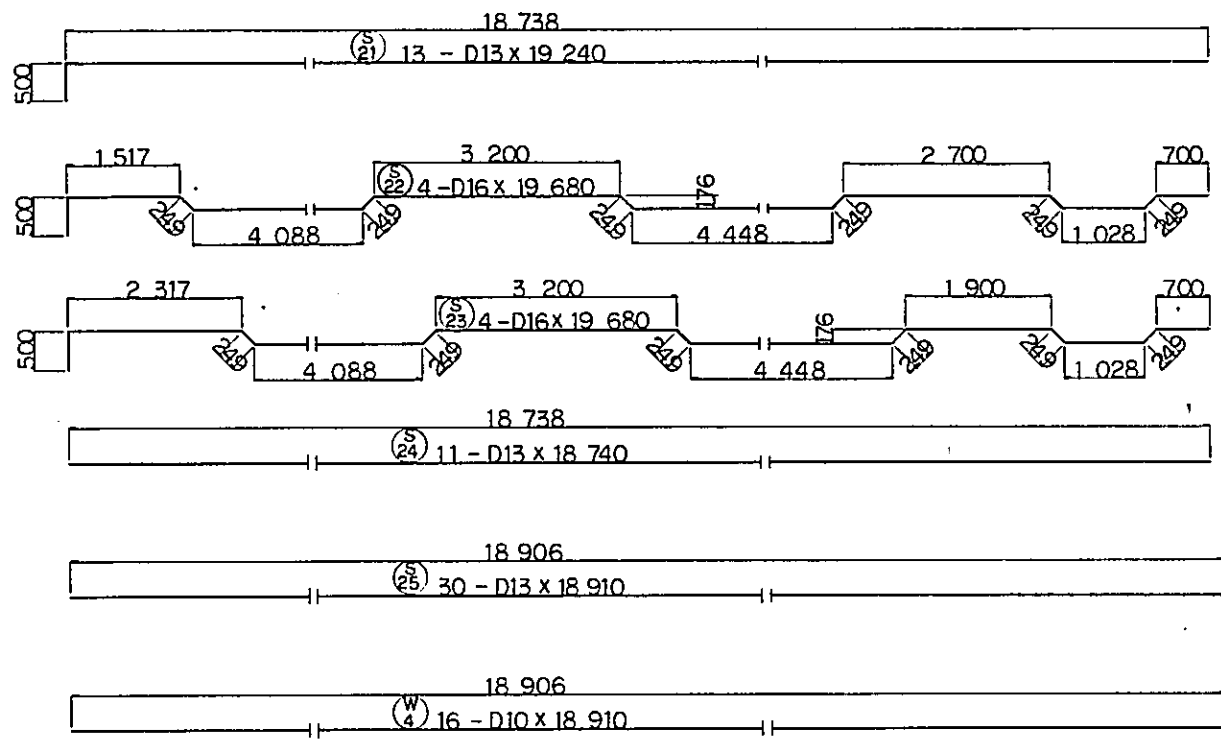 18 738
S 21 13 - D13 x 19 240
500
1 517 3 200 2 700 700
S 22 4 - D16 x 19 680
176
500
249 249 249 249 249 249
4 088 4 448 1 028
2 317 3 200 1 900 700
S 23 4 - D16 x 19 680
176
500
249 249 249 249 249 249
4 088 4 448 1 028
18 738
S 24 11 - D13 x 18 740
18 906
S 25 30 - D13 x 18 910
18 906
W 4 16 - D10 x 18 910